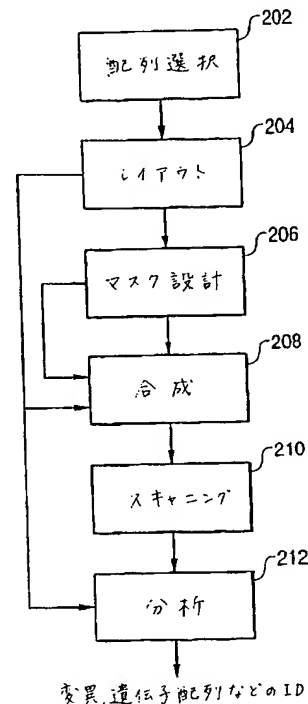 202
配列選択
204
レイアウト
206
マスク設計
208
合成
210
スキャニング
212
分析
変異,遺伝子配列などのID